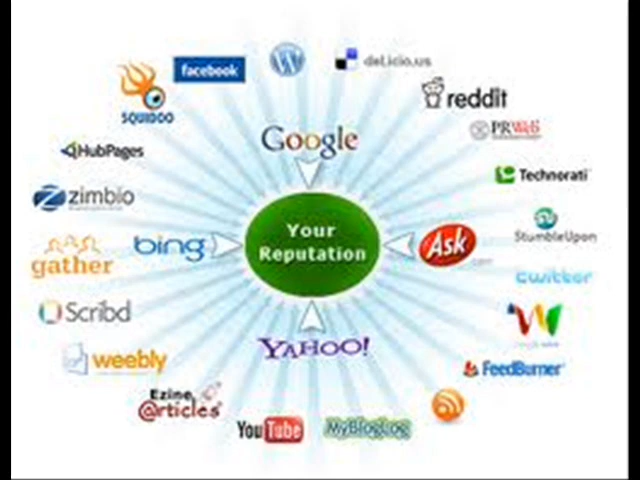 facebook
del.icio.us
SQUIDOO
reddit
Google
PRWeb
HubPages
Technorati
zimbio
Your
Reputation
StumbleUpon
bing
Ask
gather
twitter
Scribd
YAHOO!
weebly
FeedBurner
Ezine
@rticles
YouTube
MyBlogLog